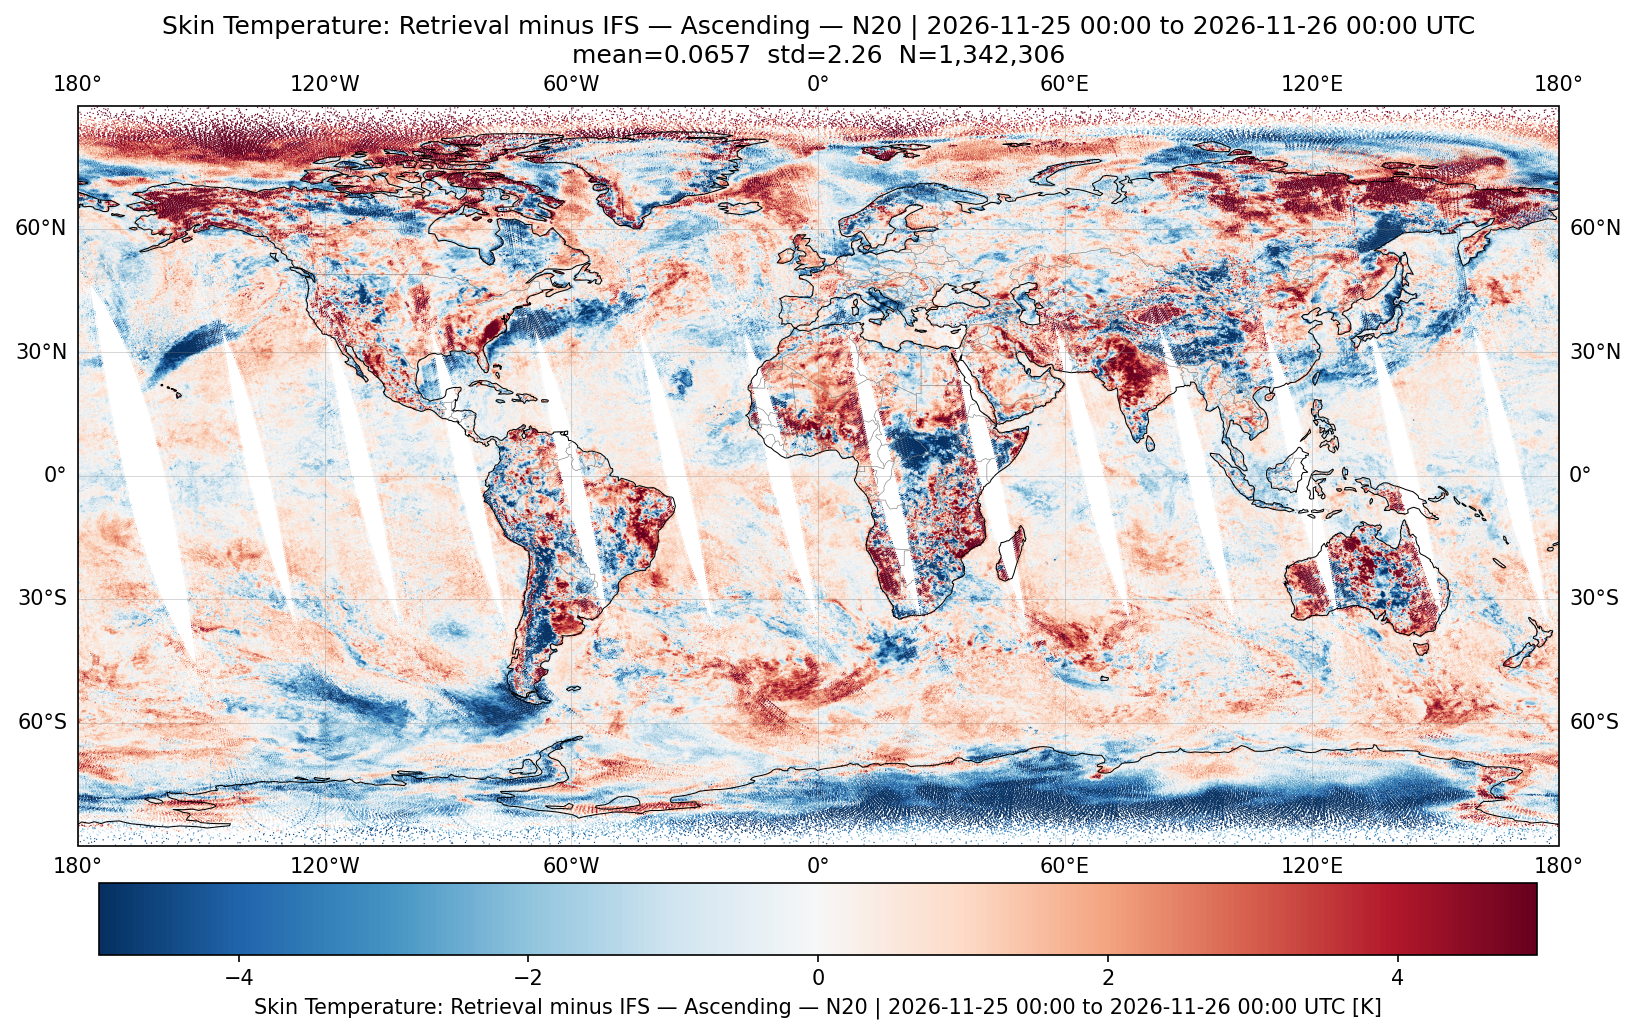 Skin Temperature: Retrieval minus IFS — Ascending — N20 | 2026-11-25 00:00 to 2026-11-26 00:00 UTC
mean=0.0657 std=2.26 N=1,342,306
180° 120°W 60°W 0° 60°E 120°E 180°
60°N 60°N
30°N 30°N
0° 0°
30°S 30°S
60°S 60°S
180° 120°W 60°W 0° 60°E 120°E 180°
−4 −2 0 2 4
Skin Temperature: Retrieval minus IFS — Ascending — N20 | 2026-11-25 00:00 to 2026-11-26 00:00 UTC [K]